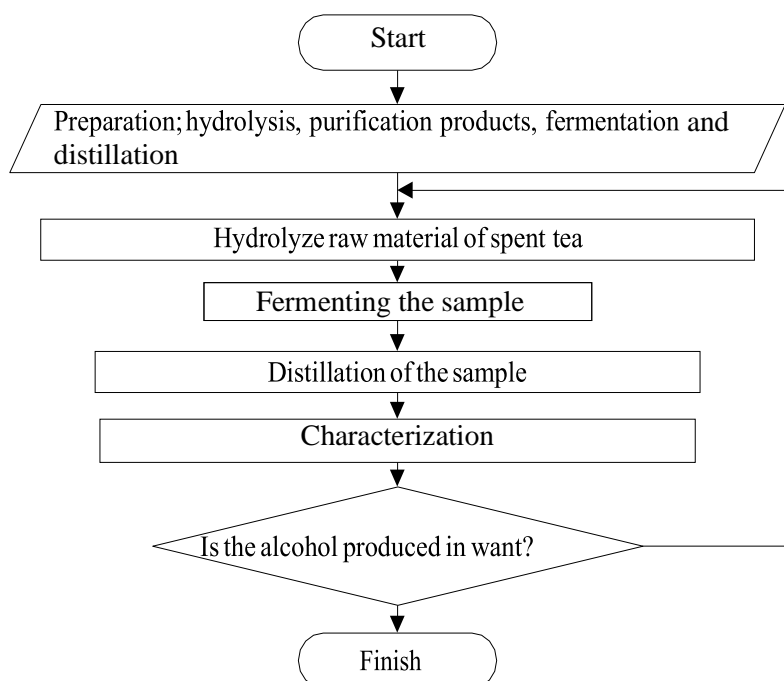 Start
Preparation; hydrolysis, purification products, fermentation and
distillation
Hydrolyze raw material of spent tea
Fermenting the sample
Distillation of the sample
Characterization
Is the alcohol produced in want?
Finish